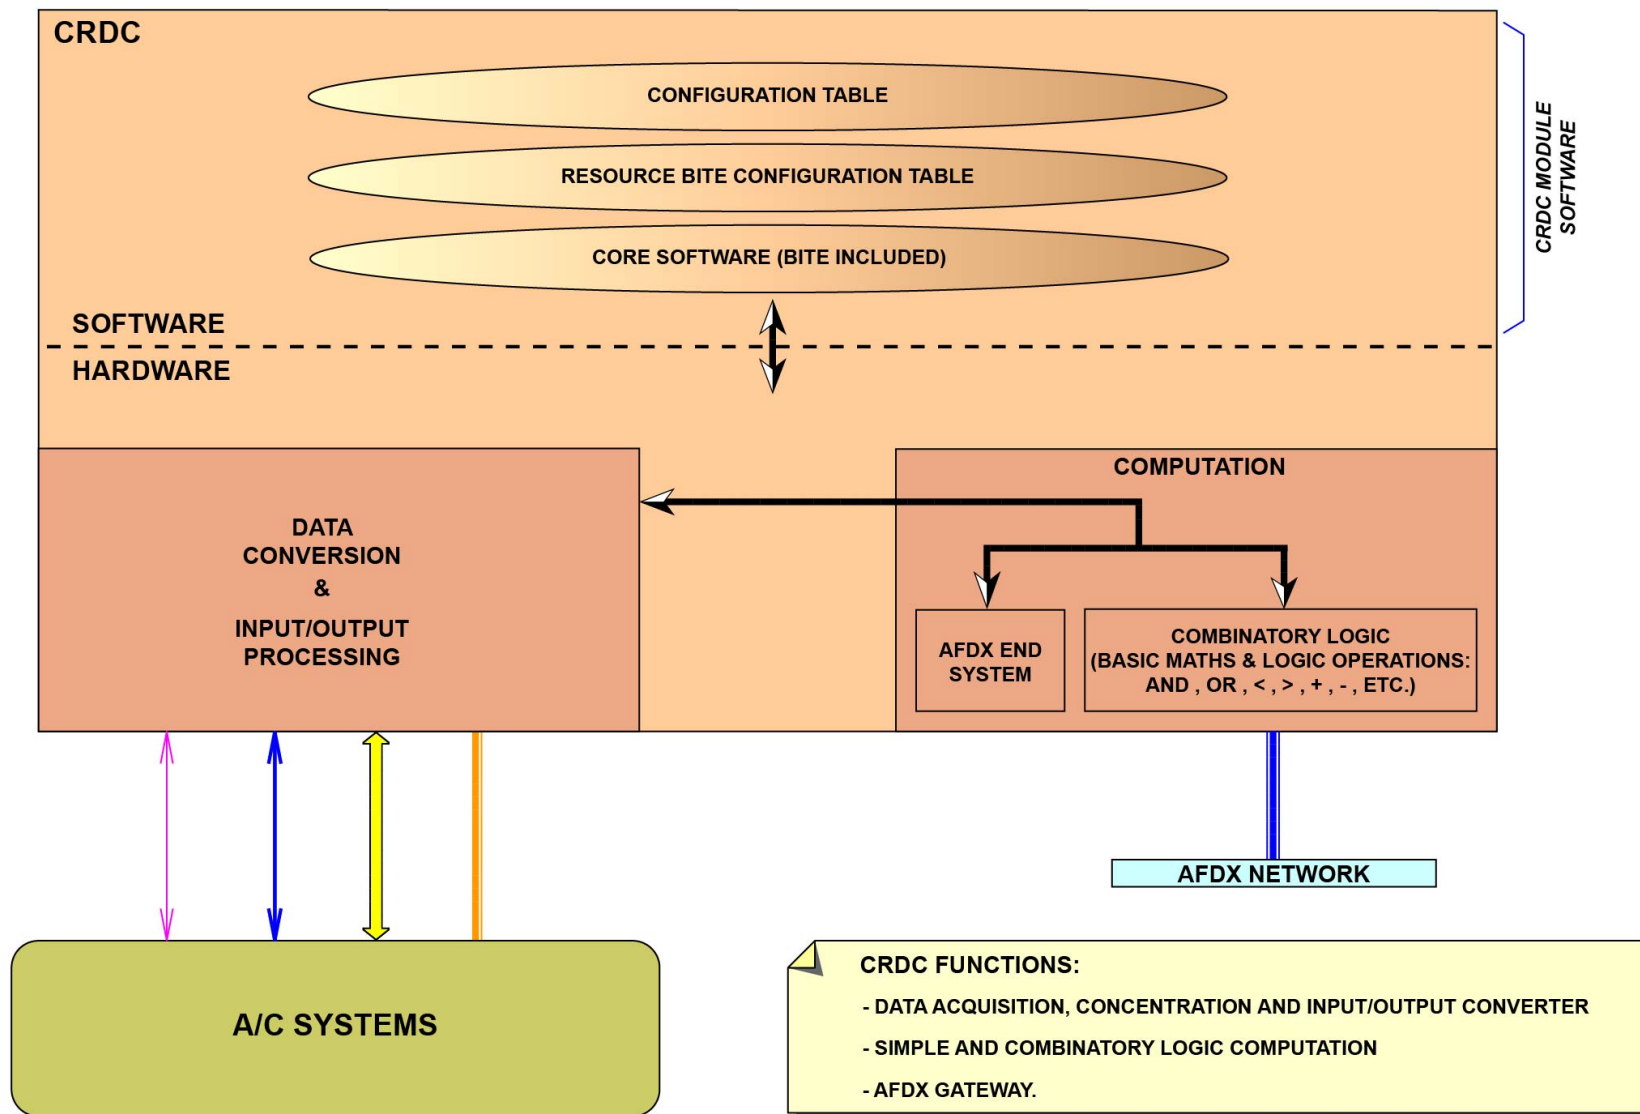 CRDC
CONFIGURATION TABLE
RESOURCE BITE CONFIGURATION TABLE
CORE SOFTWARE (BITE INCLUDED)
CRDC MODULE
SOFTWARE
SOFTWARE
HARDWARE
DATA
CONVERSION
&
INPUT/OUTPUT
PROCESSING
COMPUTATION
AFDX END
SYSTEM
COMBINATORY LOGIC
(BASIC MATHS & LOGIC OPERATIONS:
AND , OR , < , > , + , - , ETC.)
AFDX NETWORK
A/C SYSTEMS
CRDC FUNCTIONS:
- DATA ACQUISITION, CONCENTRATION AND INPUT/OUTPUT CONVERTER
- SIMPLE AND COMBINATORY LOGIC COMPUTATION
- AFDX GATEWAY.